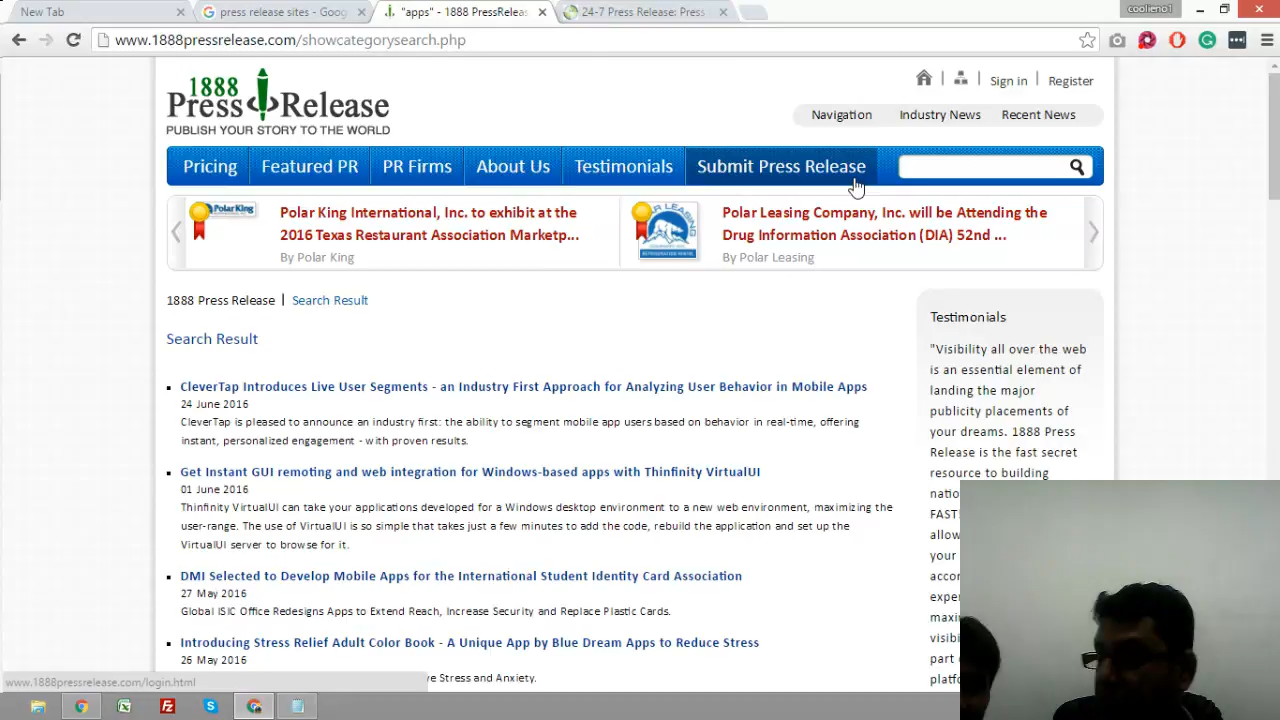 New Tab
press release sites - Goog
"apps" - 1888 PressRelea
24-7 Press Release: Press
coolieno1
www.1888pressrelease.com/showcategorysearch.php
1888
Press Release
PUBLISH YOUR STORY TO THE WORLD
Sign in
Register
Navigation
Industry News
Recent News
Pricing
Featured PR
PR Firms
About Us
Testimonials
Submit Press Release
Polar King
Polar King International, Inc. to exhibit at the
2016 Texas Restaurant Association Marketp...
By Polar King
Polar Leasing Company, Inc. will be Attending the
Drug Information Association (DIA) 52nd ...
By Polar Leasing
1888 Press Release | Search Result
Search Result
CleverTap Introduces Live User Segments - an Industry First Approach for Analyzing User Behavior in Mobile Apps
24 June 2016
CleverTap is pleased to announce an industry first: the ability to segment mobile app users based on behavior in real-time, offering
instant, personalized engagement - with proven results.
Get Instant GUI remoting and web integration for Windows-based apps with Thinfinity VirtualUI
01 June 2016
Thinfinity VirtualUI can take your applications developed for a Windows desktop environment to a new web environment, maximizing the
user-range. The use of VirtualUI is so simple that takes just a few minutes to add the code, rebuild the application and set up the
VirtualUI server to browse for it.
DMI Selected to Develop Mobile Apps for the International Student Identity Card Association
27 May 2016
Global ISIC Office Redesigns Apps to Extend Reach, Increase Security and Replace Plastic Cards.
Introducing Stress Relief Adult Color Book - A Unique App by Blue Dream Apps to Reduce Stress
26 May 2016
ve Stress and Anxiety.
Testimonials
"Visibility all over the web
is an essential element of
landing the major
publicity placements of
your dreams. 1888 Press
Release is the fast secret
resource to building
natio
FAST
allow
your
accor
expe
maxi
visibi
part
platf
www.1888pressrelease.com/login.html